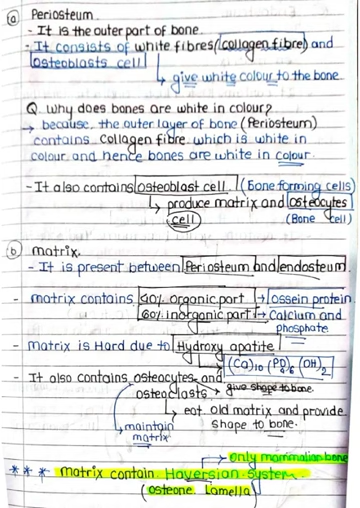 (a) Periosteum
- It is the outer part of bone.
- It consists of white fibres (collagen fibre) and
osteoblasts cell
↳ give white colour to the bone
Q. Why does bones are white in colour?
→ because, the outer layer of bone (Periosteum)
contains collagen fibre which is white in
colour and hence bones are white in colour.
- It also contains osteoblast cell (Bone forming cells)
↳ produce matrix and osteocytes
cell (Bone cell)
(b) matrix.
- It is present between Periosteum and endosteum.
- matrix contains 40% organic part → Ossein protein
60% inorganic part → Calcium and
phosphate
- matrix is Hard due to Hydroxy apatite
↳ (Ca)10 (PO4)6 (OH)2
- It also contains osteocytes and
osteoclasts → give shape to bone
↳ eat old matrix and provide
shape to bone.
→ maintain
matrix
→ only mammalian bone
*** matrix contain Haversian system
(osteone. Lamella)